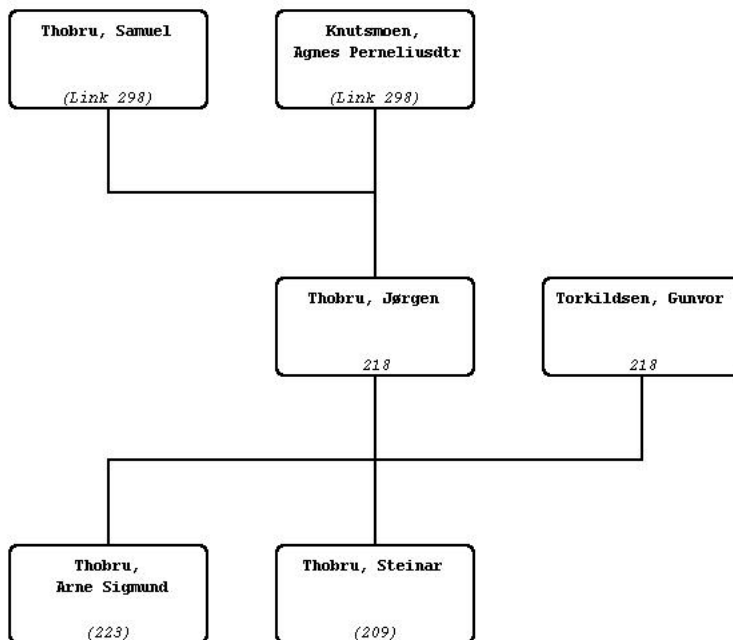 Thobru, Samuel
(Link 298)
Knutsmoen,
Agnes Perneliusdtr
(Link 298)
Thobru, Jørgen
218
Torkildsen, Gunvor
218
Thobru,
Arne Sigmund
(223)
Thobru, Steinar
(209)